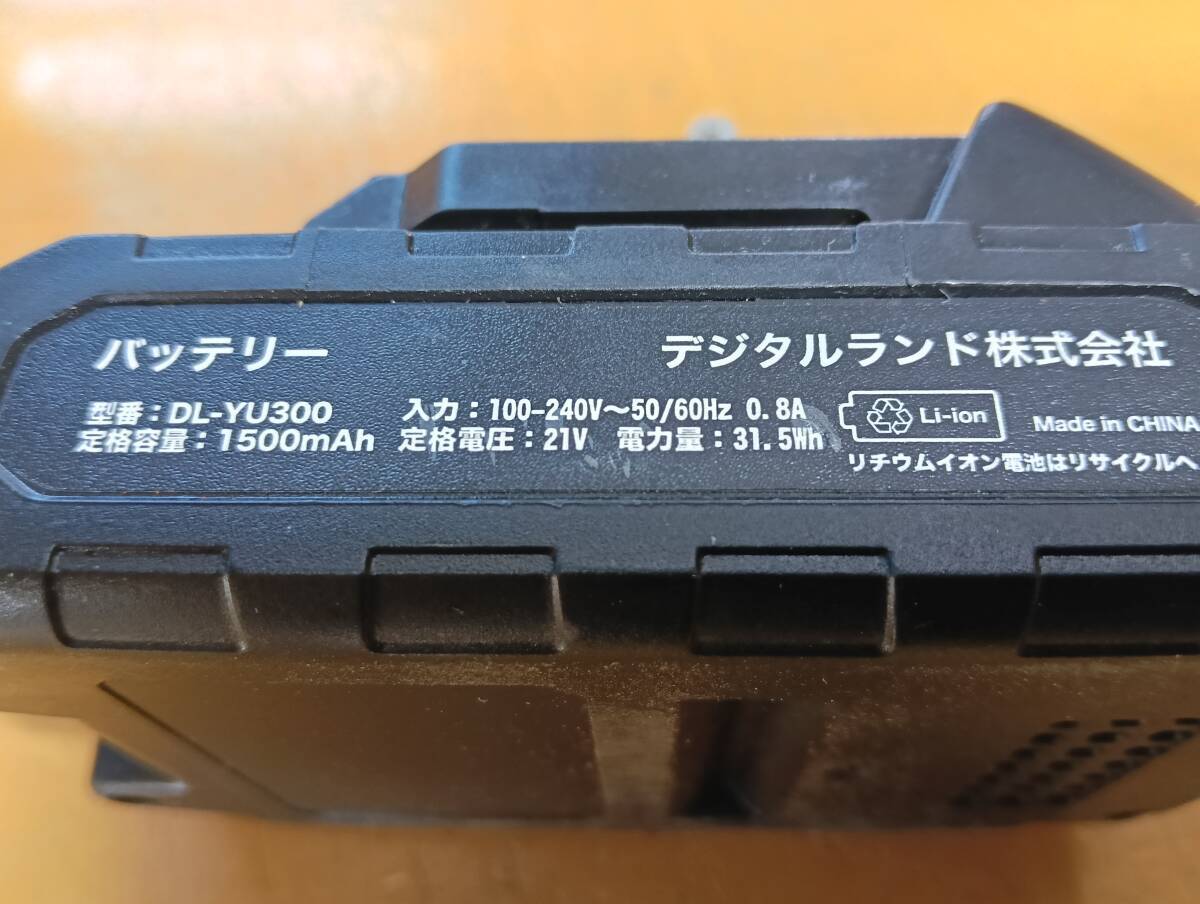 バッテリー
デジタルランド株式会社
型番：DL-YU300
入力：100-240V～50/60Hz 0.8A
定格容量：1500mAh
定格電圧：21V 電力量：31.5Wh
Li-ion
Made in CHINA
リチウムイオン電池はリサイクルへ